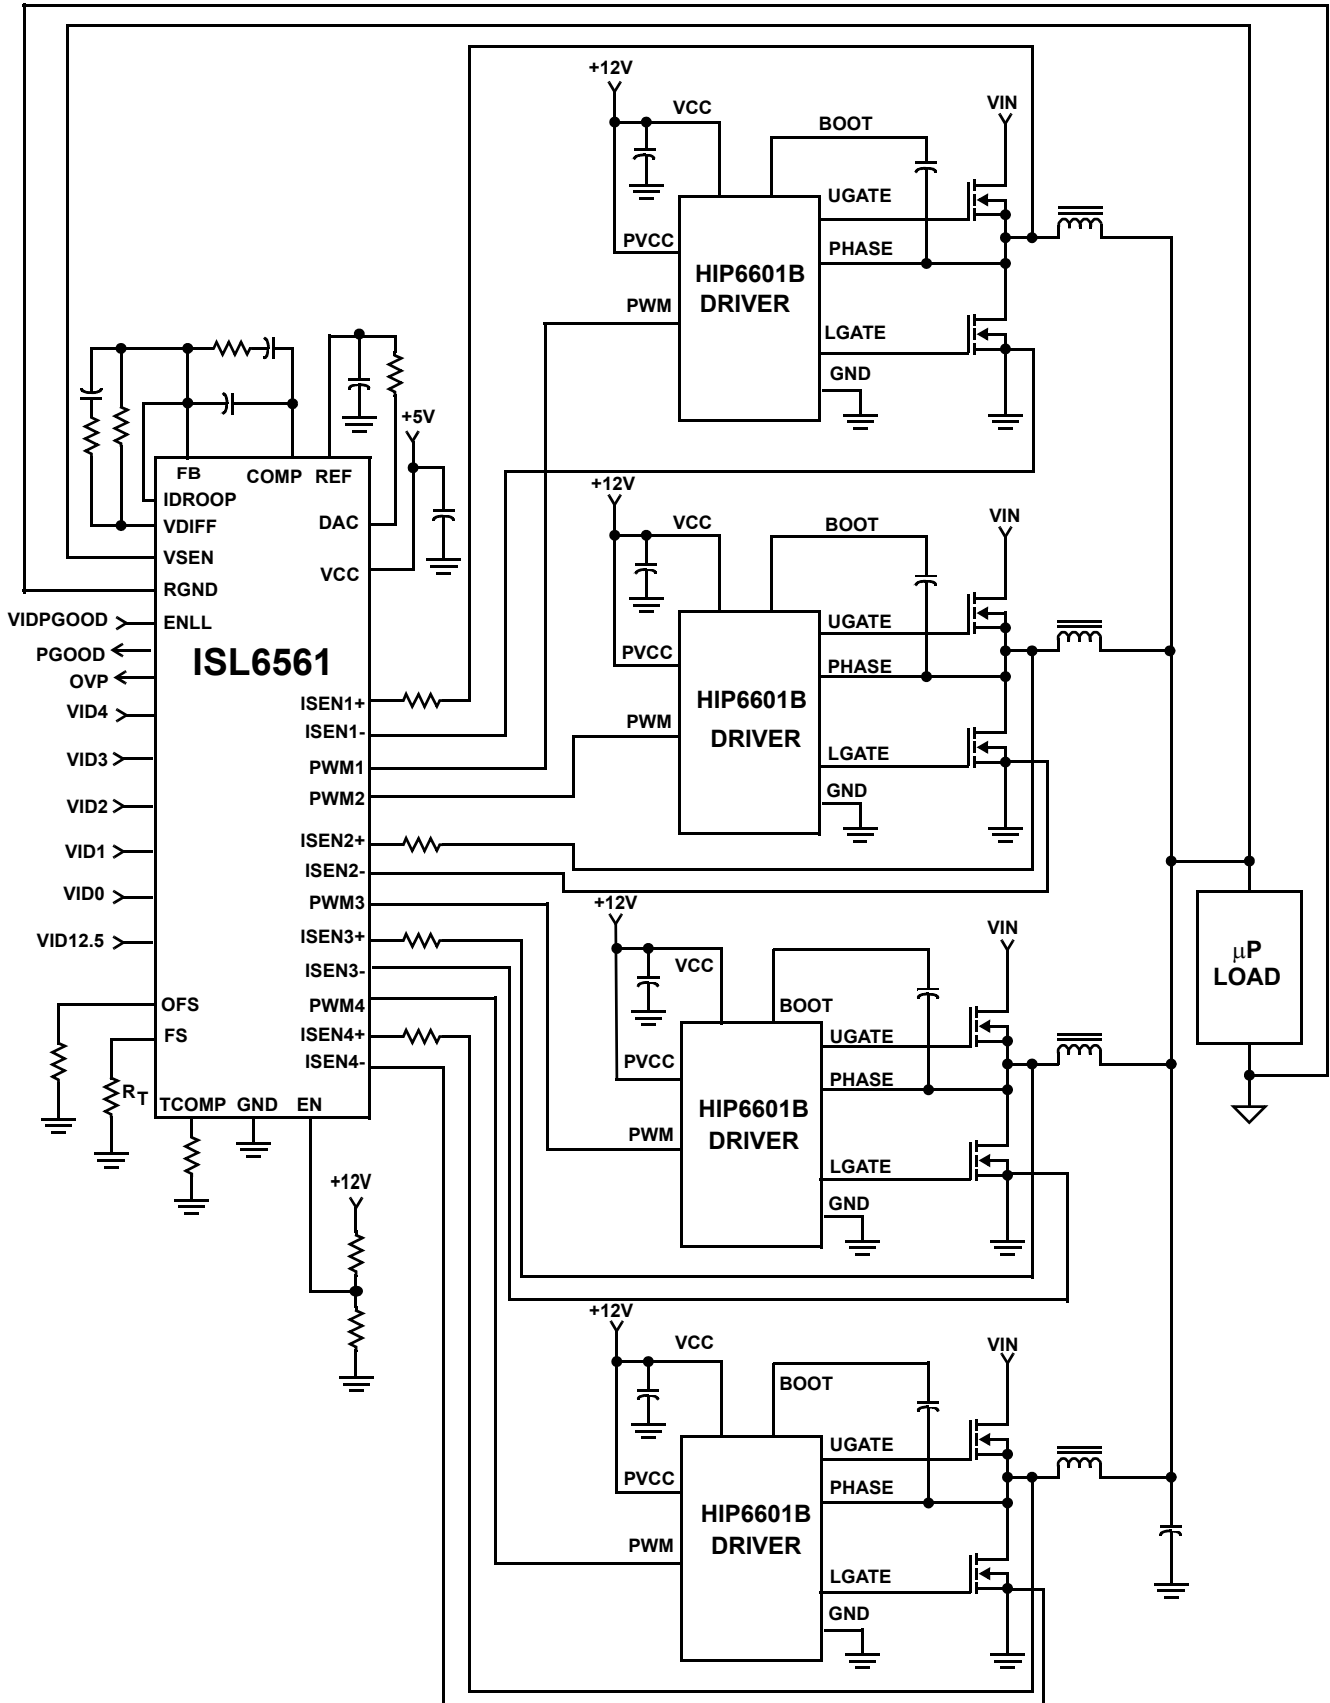 +12V
VCC
BOOT
VIN
UGATE
PVCC
PHASE
HIP6601B
DRIVER
PWM
LGATE
GND
+5V
FB
COMP
REF
IDROOP
VDIFF
DAC
VSEN
VCC
RGND
VIDPGOOD
ENLL
PGOOD
ISL6561
OVP
VID4
ISEN1+
ISEN1-
VID3
PWM1
VID2
PWM2
VID1
ISEN2+
ISEN2-
VID0
PWM3
VID12.5
ISEN3+
ISEN3-
OFS
PWM4
FS
ISEN4+
ISEN4-
RT
TCOMP
GND
EN
+12V
+12V
VCC
BOOT
VIN
UGATE
PVCC
PHASE
HIP6601B
DRIVER
PWM
LGATE
GND
+12V
VCC
BOOT
VIN
UGATE
PVCC
PHASE
HIP6601B
DRIVER
PWM
LGATE
GND
µP
LOAD
+12V
VCC
BOOT
VIN
UGATE
PVCC
PHASE
HIP6601B
DRIVER
PWM
LGATE
GND